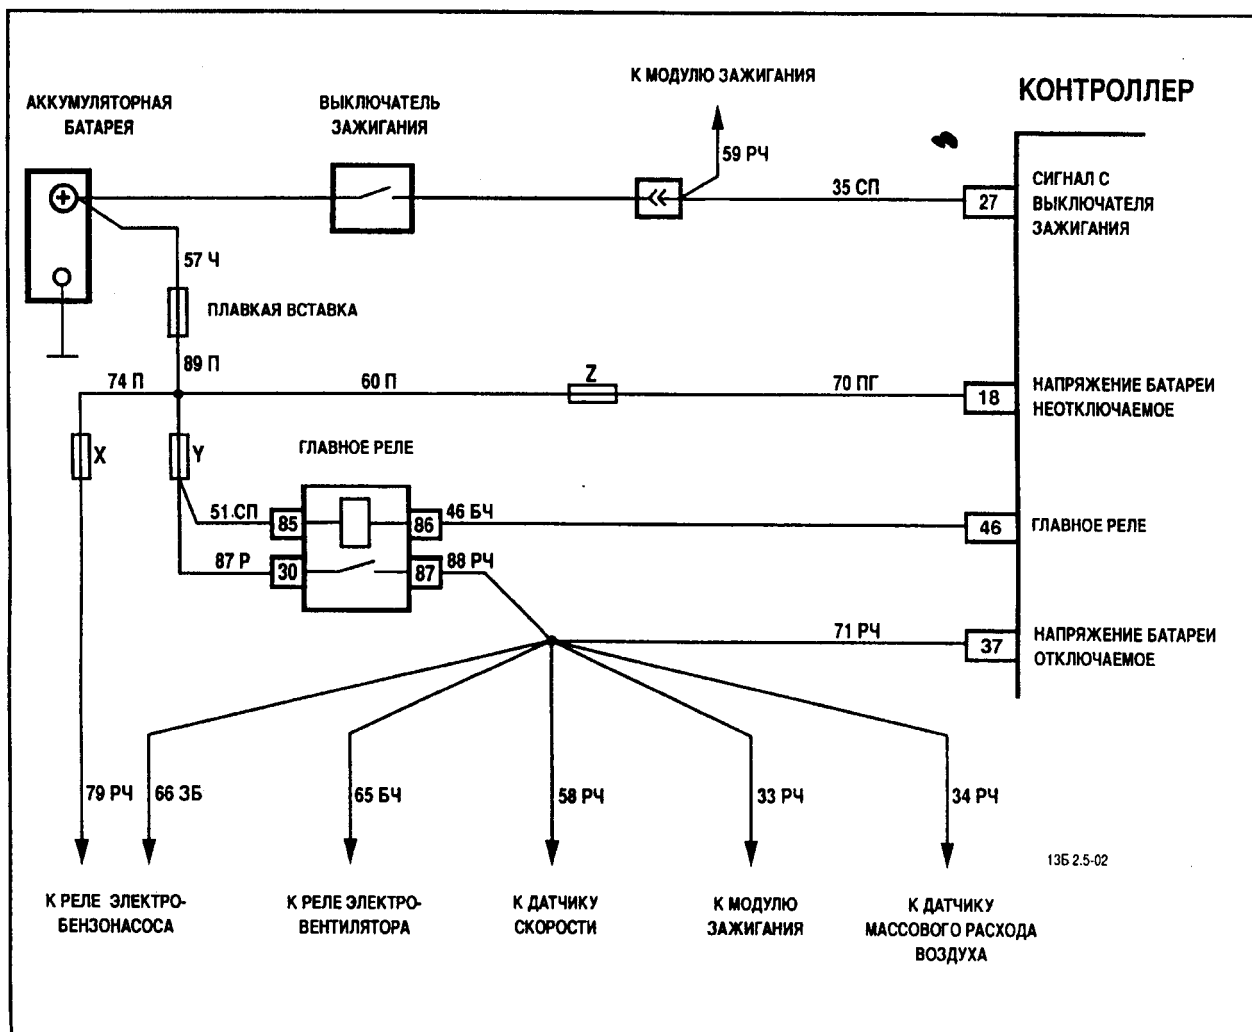 К МОДУЛЮ ЗАЖИГАНИЯ
КОНТРОЛЛЕР
АККУМУЛЯТОРНАЯ
БАТАРЕЯ
ВЫКЛЮЧАТЕЛЬ
ЗАЖИГАНИЯ
59 РЧ
35 СП
27
СИГНАЛ С
ВЫКЛЮЧАТЕЛЯ
ЗАЖИГАНИЯ
57 Ч
ПЛАВКАЯ ВСТАВКА
89 П
74 П
60 П
Z
70 ПГ
18
НАПРЯЖЕНИЕ БАТАРЕИ
НЕОТКЛЮЧАЕМОЕ
X
Y
ГЛАВНОЕ РЕЛЕ
51 СП
85
86
46 БЧ
46
ГЛАВНОЕ РЕЛЕ
87 Р
30
87
88 РЧ
71 РЧ
37
НАПРЯЖЕНИЕ БАТАРЕИ
ОТКЛЮЧАЕМОЕ
79 РЧ
66 ЗБ
65 БЧ
58 РЧ
33 РЧ
34 РЧ
13Б 2.5-02
К РЕЛЕ ЭЛЕКТРО-
БЕНЗОНАСОСА
К РЕЛЕ ЭЛЕКТРО-
ВЕНТИЛЯТОРА
К ДАТЧИКУ
СКОРОСТИ
К МОДУЛЮ
ЗАЖИГАНИЯ
К ДАТЧИКУ
МАССОВОГО РАСХОДА
ВОЗДУХА